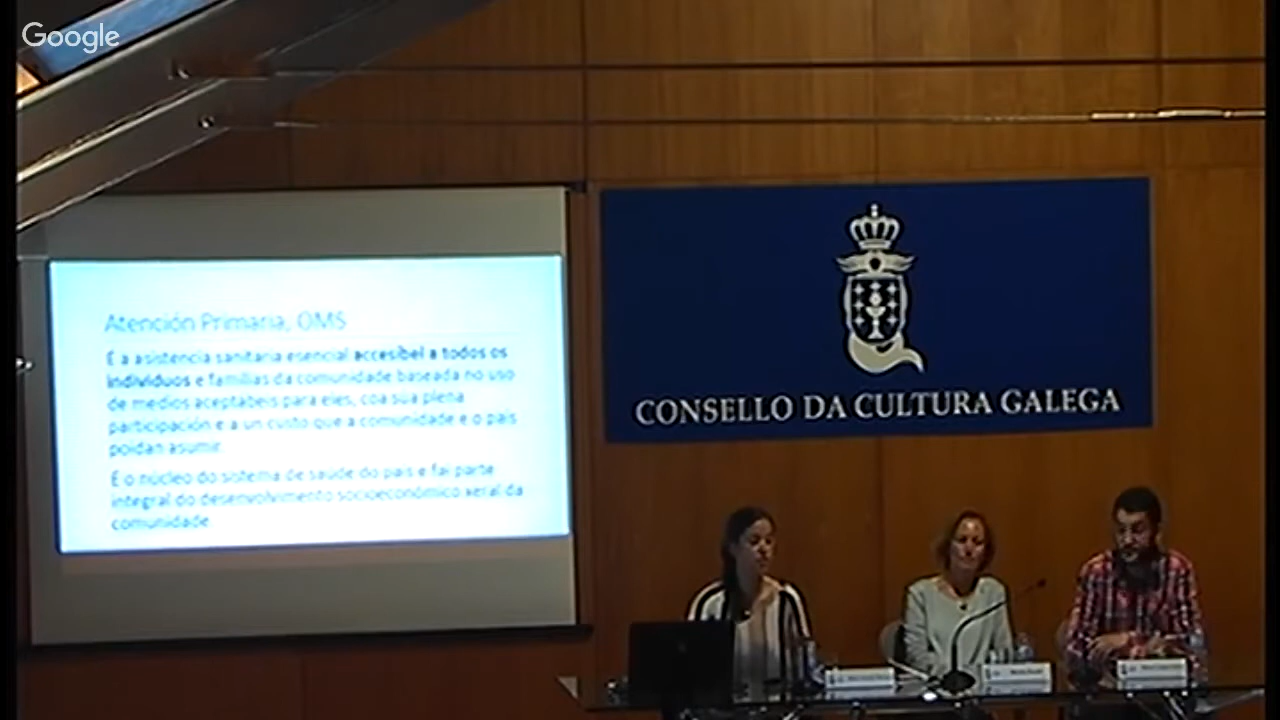 Google
Atención Primaria, OMS
É a asistencia sanitaria esencial accesíbel a todos os
individuos e familias da comunidade baseada no uso
de medios aceptábeis para eles, coa súa plena
participación e a un custo que a comunidade e o país
poidan asumir.
É o núcleo do sistema de saúde do país e fai parte
integral do desenvolvimento socioeconómico xeral da
comunidade.
CONSELLO DA CULTURA GALEGA